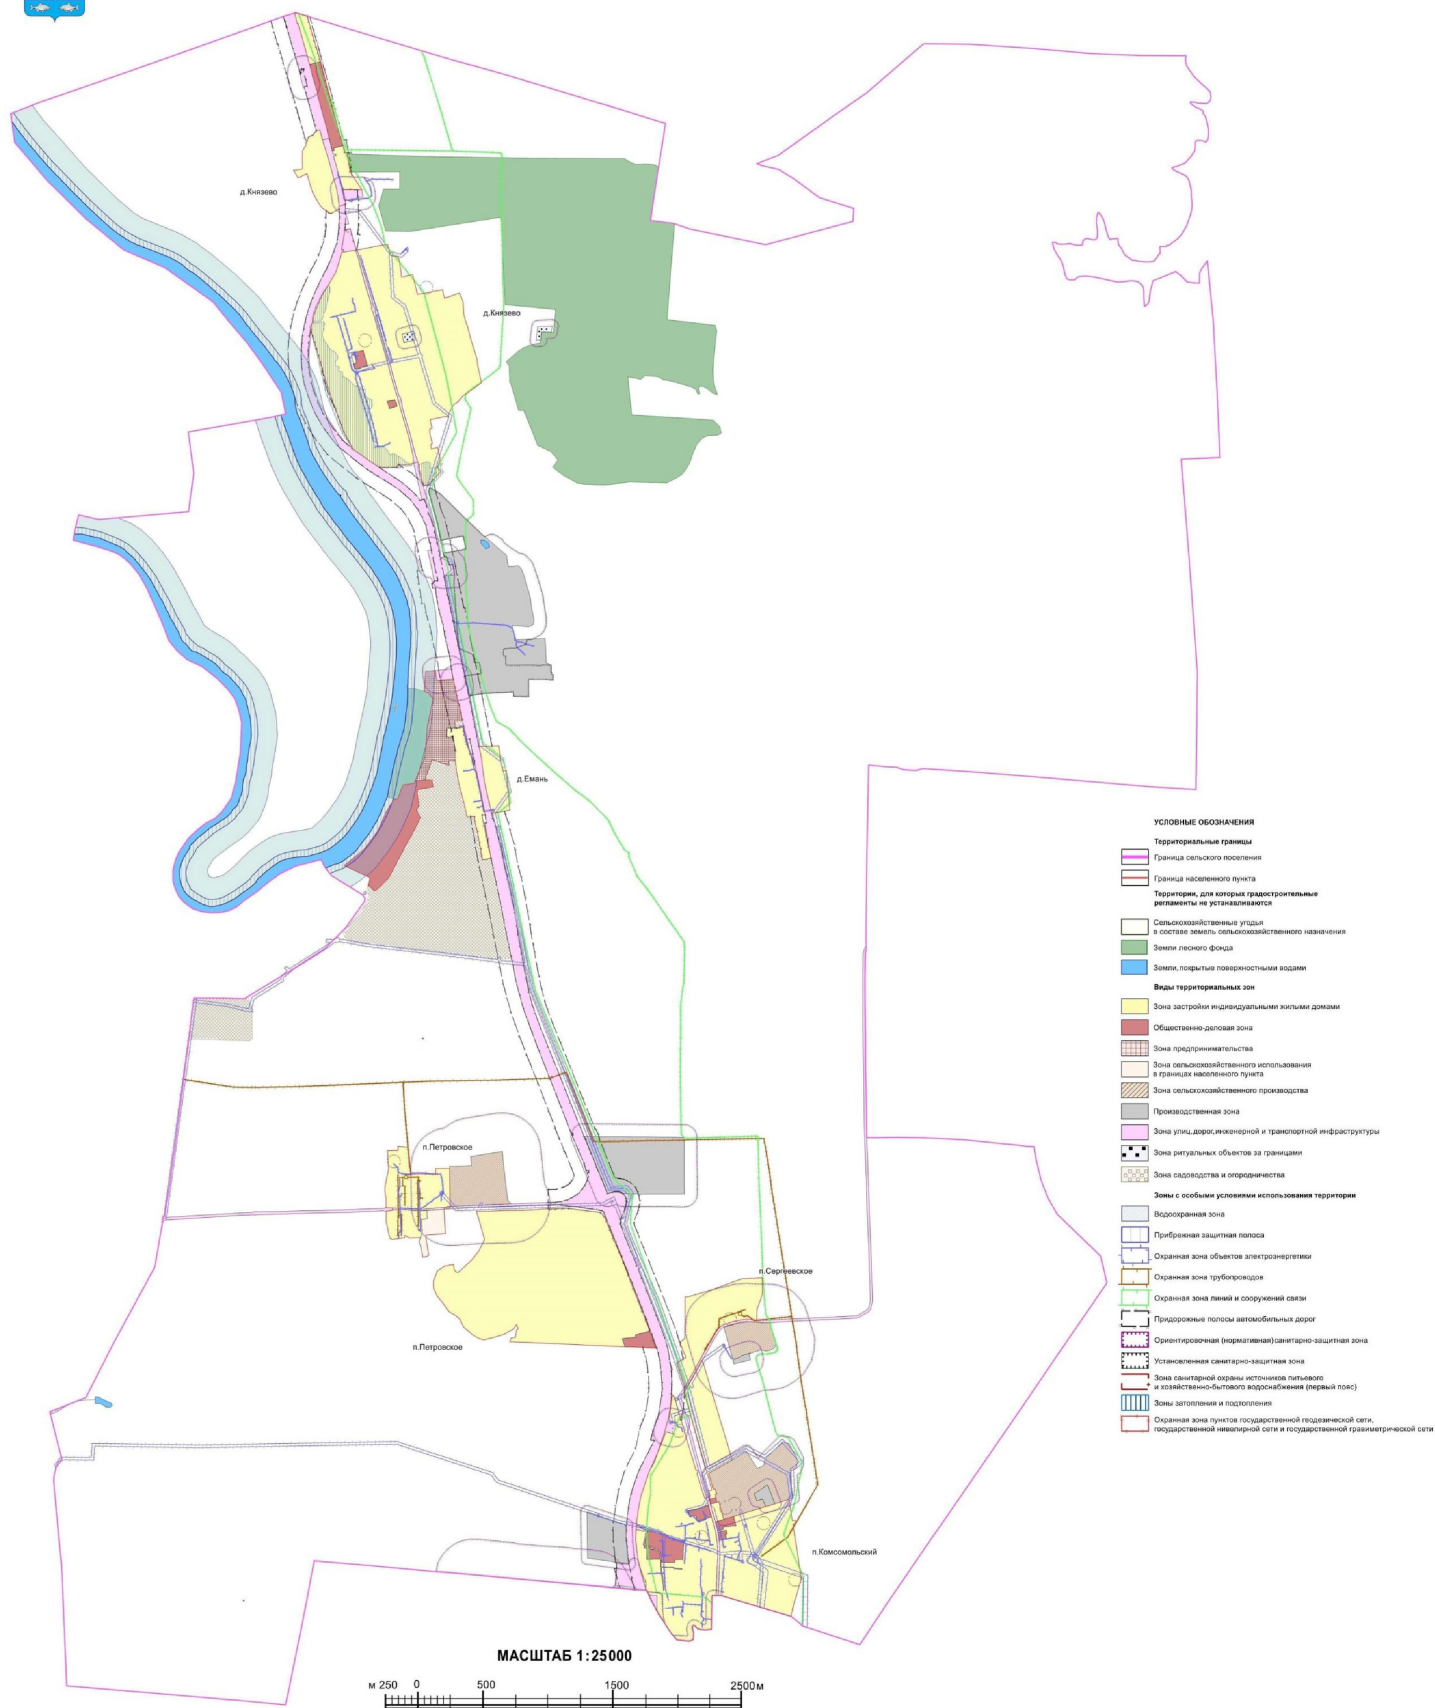 д.Князево
д.Князево
д.Емань
п.Петровское
п.Сергеевское
п.Петровское
п.Комсомольский
УСЛОВНЫЕ ОБОЗНАЧЕНИЯ
Территориальные границы
Граница сельского поселения
Граница населенного пункта
Территории, для которых градостроительные
регламенты не устанавливаются
Сельскохозяйственные угодья
в составе земель сельскохозяйственного назначения
Земли лесного фонда
Земли, покрытые поверхностными водами
Виды территориальных зон
Зона застройки индивидуальными жилыми домами
Общественно-деловая зона
Зона предпринимательства
Зона сельскохозяйственного использования
в границах населенного пункта
Зона сельскохозяйственного производства
Производственная зона
Зона улиц,дорог,инженерной и транспортной инфраструктуры
Зона ритуальных объектов за границами
Зона садоводства и огородничества
Зоны с особыми условиями использования территории
Водоохранная зона
Прибрежная защитная полоса
Охранная зона объектов электроэнергетики
Охранная зона трубопроводов
Охранная зона линий и сооружений связи
Придорожные полосы автомобильных дорог
Ориентировочная (нормативная)санитарно-защитная зона
Установленная санитарно-защитная зона
Зона санитарной охраны источников питьевого
и хозяйственно-бытового водоснабжения (первый пояс)
Зоны затопления и подтопления
Охранная зона пунктов государственной геодезической сети,
государственной нивелирной сети и государственной гравиметрической сети
МАСШТАБ 1:25000
м 250 0 500 1500 2500м